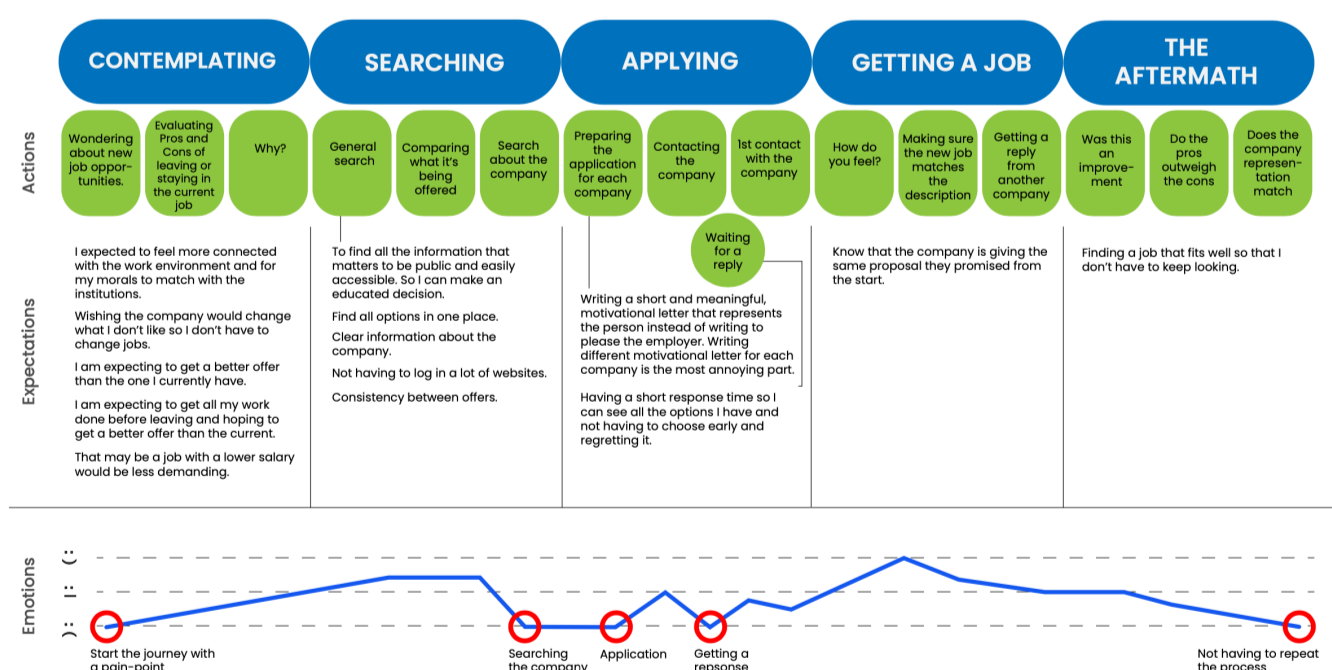 CONTEMPLATING
SEARCHING
APPLYING
GETTING A JOB
THE
AFTERMATH
Actions
Wondering
about new
job oppor-
tunities.
Evaluating
Pros and
Cons of
leaving or
staying in
the current
job
Why?
General
search
Comparing
what it's
being
offered
Search
about the
company
Preparing
the
application
for each
company
Contacting
the
company
1st contact
with the
company
How do
you feel?
Making sure
the new job
matches
the
description
Getting a
reply
from
another
company
Was this
an
improve-
ment
Do the
pros
outweigh
the cons
Does the
company
represen-
tation
match
Waiting
for a
reply
Expectations
I expected to feel more connected
with the work environment and for
my morals to match with the
institutions.
Wishing the company would change
what I don't like so I don't have to
change jobs.
I am expecting to get a better offer
than the one I currently have.
I am expecting to get all my work
done before leaving and hoping to
get a better offer than the current.
That may be a job with a lower salary
would be less demanding.
To find all the information that
matters to be public and easily
accessible. So I can make an
educated decision.
Find all options in one place.
Clear information about the
company.
Not having to log in a lot of websites.
Consistency between offers.
Writing a short and meaningful,
motivational letter that represents
the person instead of writing to
please the employer. Writing
different motivational letter for each
company is the most annoying part.
Having a short response time so I
can see all the options I have and
not having to choose early and
regretting it.
Know that the company is giving the
same proposal they promised from
the start.
Finding a job that fits well so that I
don't have to keep looking.
Emotions
(:
|:
):
Start the journey with
a pain-point
Searching
the company
Application
Getting a
repsonse
Not having to repeat
the process